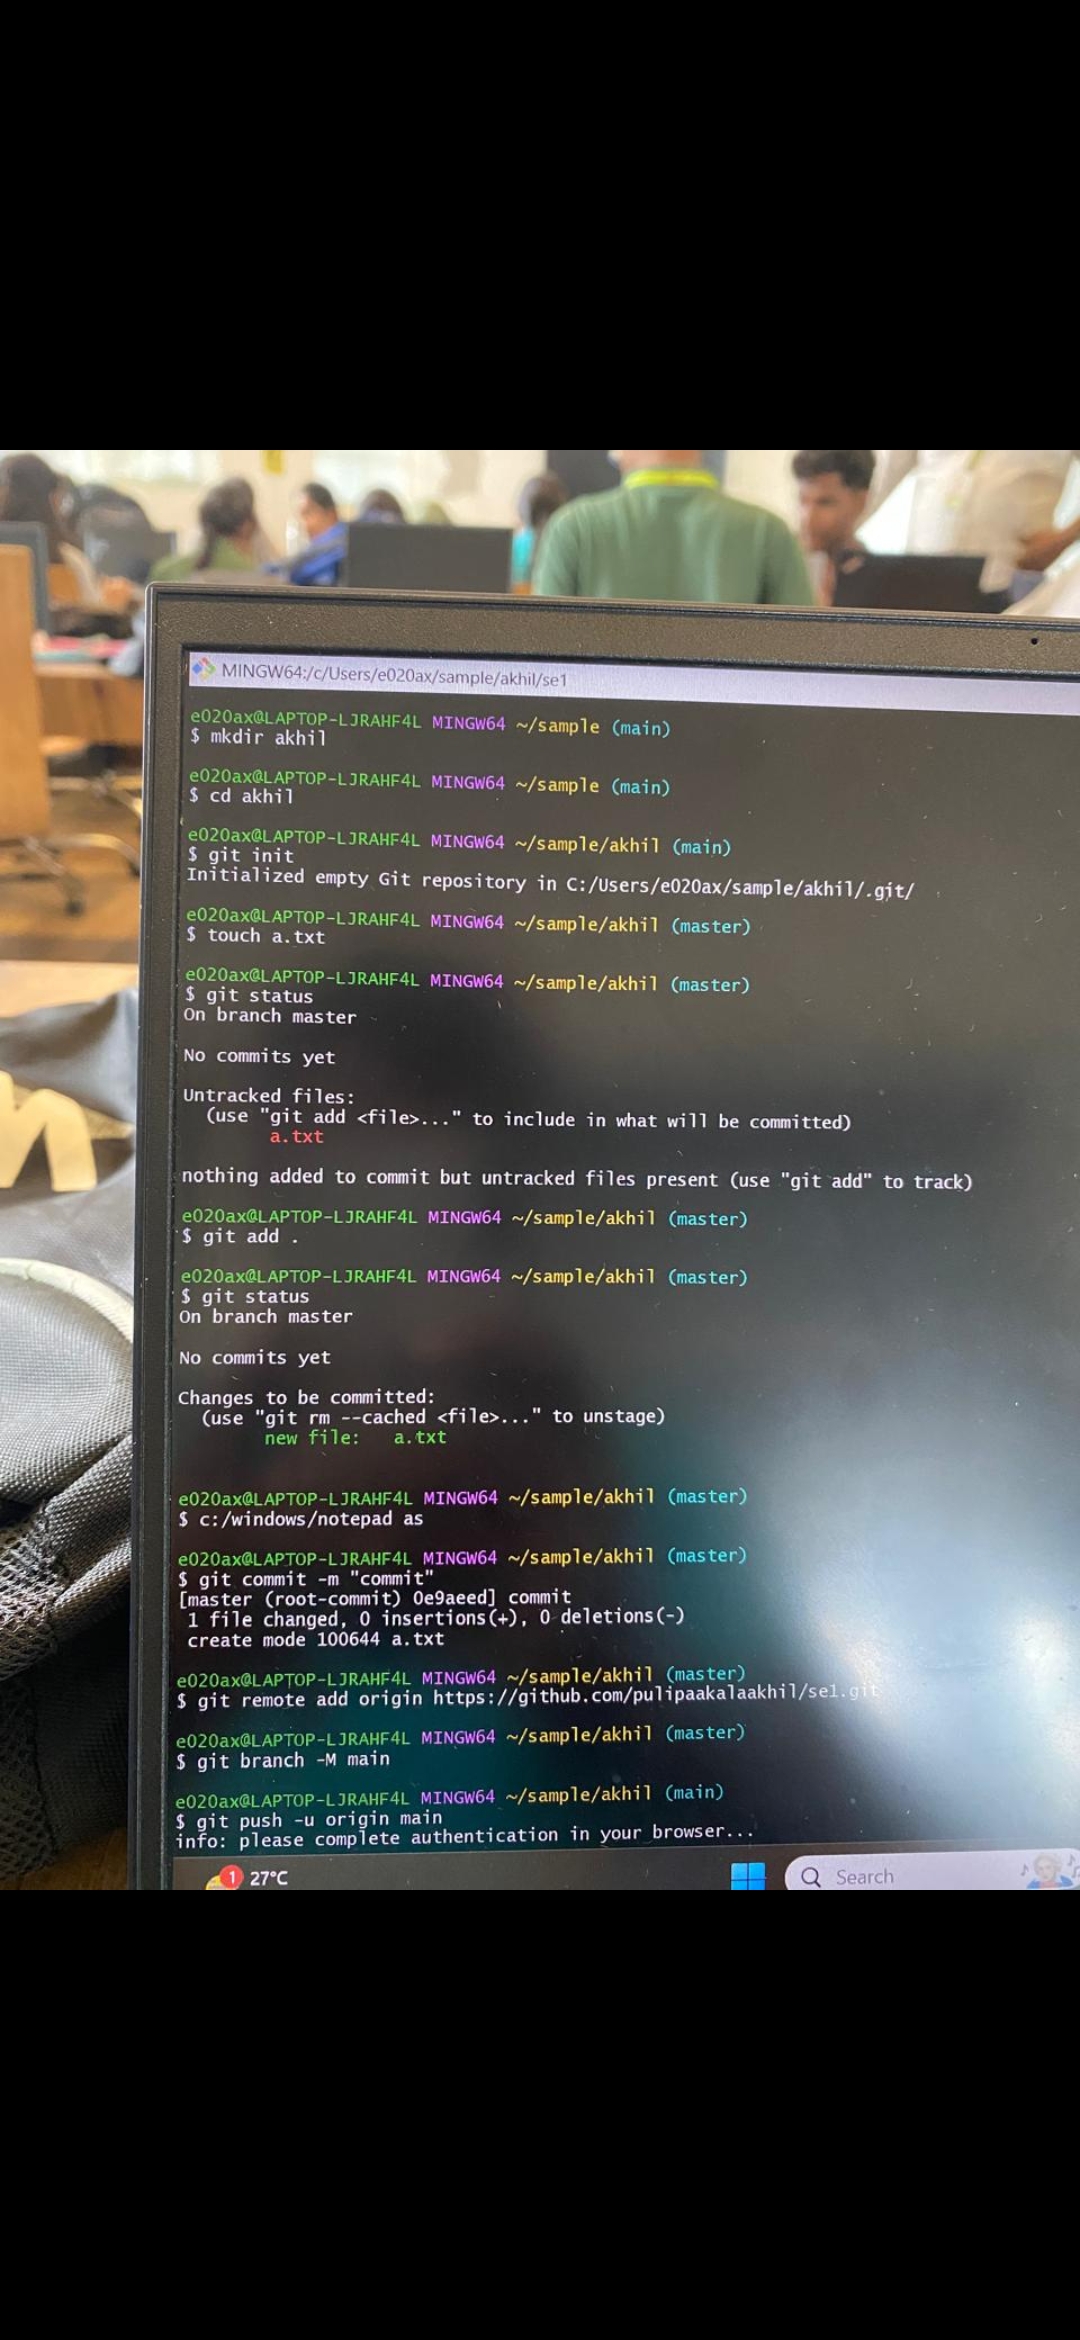 MINGW64:/c/Users/e020ax/sample/akhil/se1
e020ax@LAPTOP-LJRAHF4L MINGW64 ~/sample (main)
$ mkdir akhil
e020ax@LAPTOP-LJRAHF4L MINGW64 ~/sample (main)
$ cd akhil
e020ax@LAPTOP-LJRAHF4L MINGW64 ~/sample/akhil (main)
$ git init
Initialized empty Git repository in C:/Users/e020ax/sample/akhil/.git/
e020ax@LAPTOP-LJRAHF4L MINGW64 ~/sample/akhil (master)
$ touch a.txt
e020ax@LAPTOP-LJRAHF4L MINGW64 ~/sample/akhil (master)
$ git status
On branch master
No commits yet
Untracked files:
(use "git add <file>..." to include in what will be committed)
a.txt
nothing added to commit but untracked files present (use "git add" to track)
e020ax@LAPTOP-LJRAHF4L MINGW64 ~/sample/akhil (master)
$ git add .
e020ax@LAPTOP-LJRAHF4L MINGW64 ~/sample/akhil (master)
$ git status
On branch master
No commits yet
Changes to be committed:
(use "git rm --cached <file>..." to unstage)
new file:   a.txt
e020ax@LAPTOP-LJRAHF4L MINGW64 ~/sample/akhil (master)
$ c:/windows/notepad as
e020ax@LAPTOP-LJRAHF4L MINGW64 ~/sample/akhil (master)
$ git commit -m "commit"
[master (root-commit) 0e9aeed] commit
1 file changed, 0 insertions(+), 0 deletions(-)
create mode 100644 a.txt
e020ax@LAPTOP-LJRAHF4L MINGW64 ~/sample/akhil (master)
$ git remote add origin https://github.com/pulipaakalaakhil/se1.git
e020ax@LAPTOP-LJRAHF4L MINGW64 ~/sample/akhil (master)
$ git branch -M main
e020ax@LAPTOP-LJRAHF4L MINGW64 ~/sample/akhil (main)
$ git push -u origin main
info: please complete authentication in your browser...
1 27°C Search